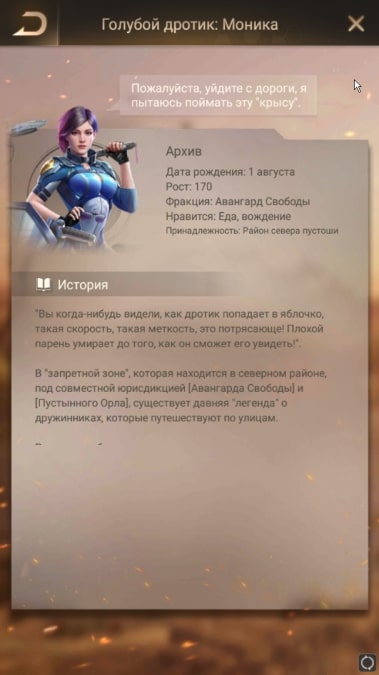 Голубой дротик: Моника
Пожалуйста, уйдите с дороги, я
пытаюсь поймать эту "крысу".
Архив
Дата рождения: 1 августа
Рост: 170
Фракция: Авангард Свободы
Нравится: Еда, вождение
Принадлежность: Район севера пустоши
История
"Вы когда-нибудь видели, как дротик попадает в яблочко,
такая скорость, такая меткость, это потрясающе! Плохой
парень умирает до того, как он сможет его увидеть!".
В "запретной зоне", которая находится в северном районе,
под совместной юрисдикцией [Авангарда Свободы] и
[Пустынного Орла], существует давняя "легенда" о
дружинниках, которые путешествуют по улицам.